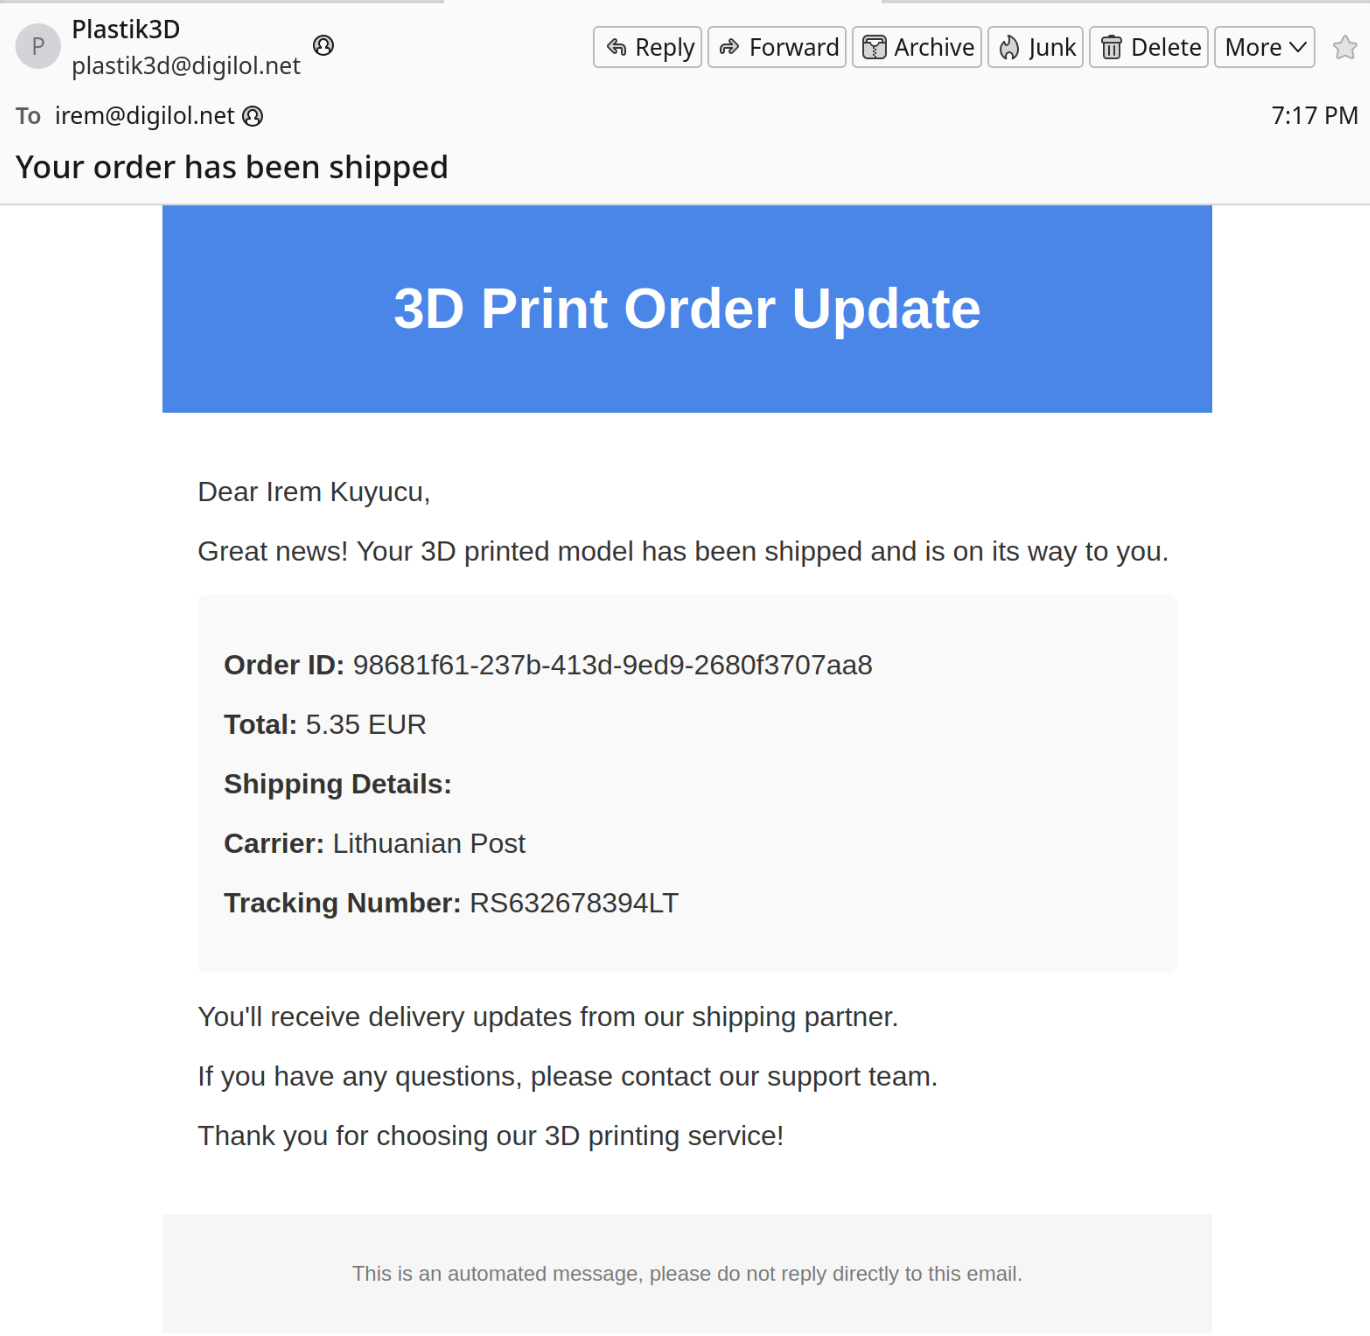 P
Plastik3D
plastik3d@digilol.net
Reply
Forward
Archive
Junk
Delete
More
To irem@digilol.net
7:17 PM
Your order has been shipped
3D Print Order Update
Dear Irem Kuyucu,
Great news! Your 3D printed model has been shipped and is on its way to you.
Order ID: 98681f61-237b-413d-9ed9-2680f3707aa8
Total: 5.35 EUR
Shipping Details:
Carrier: Lithuanian Post
Tracking Number: RS632678394LT
You'll receive delivery updates from our shipping partner.
If you have any questions, please contact our support team.
Thank you for choosing our 3D printing service!
This is an automated message, please do not reply directly to this email.